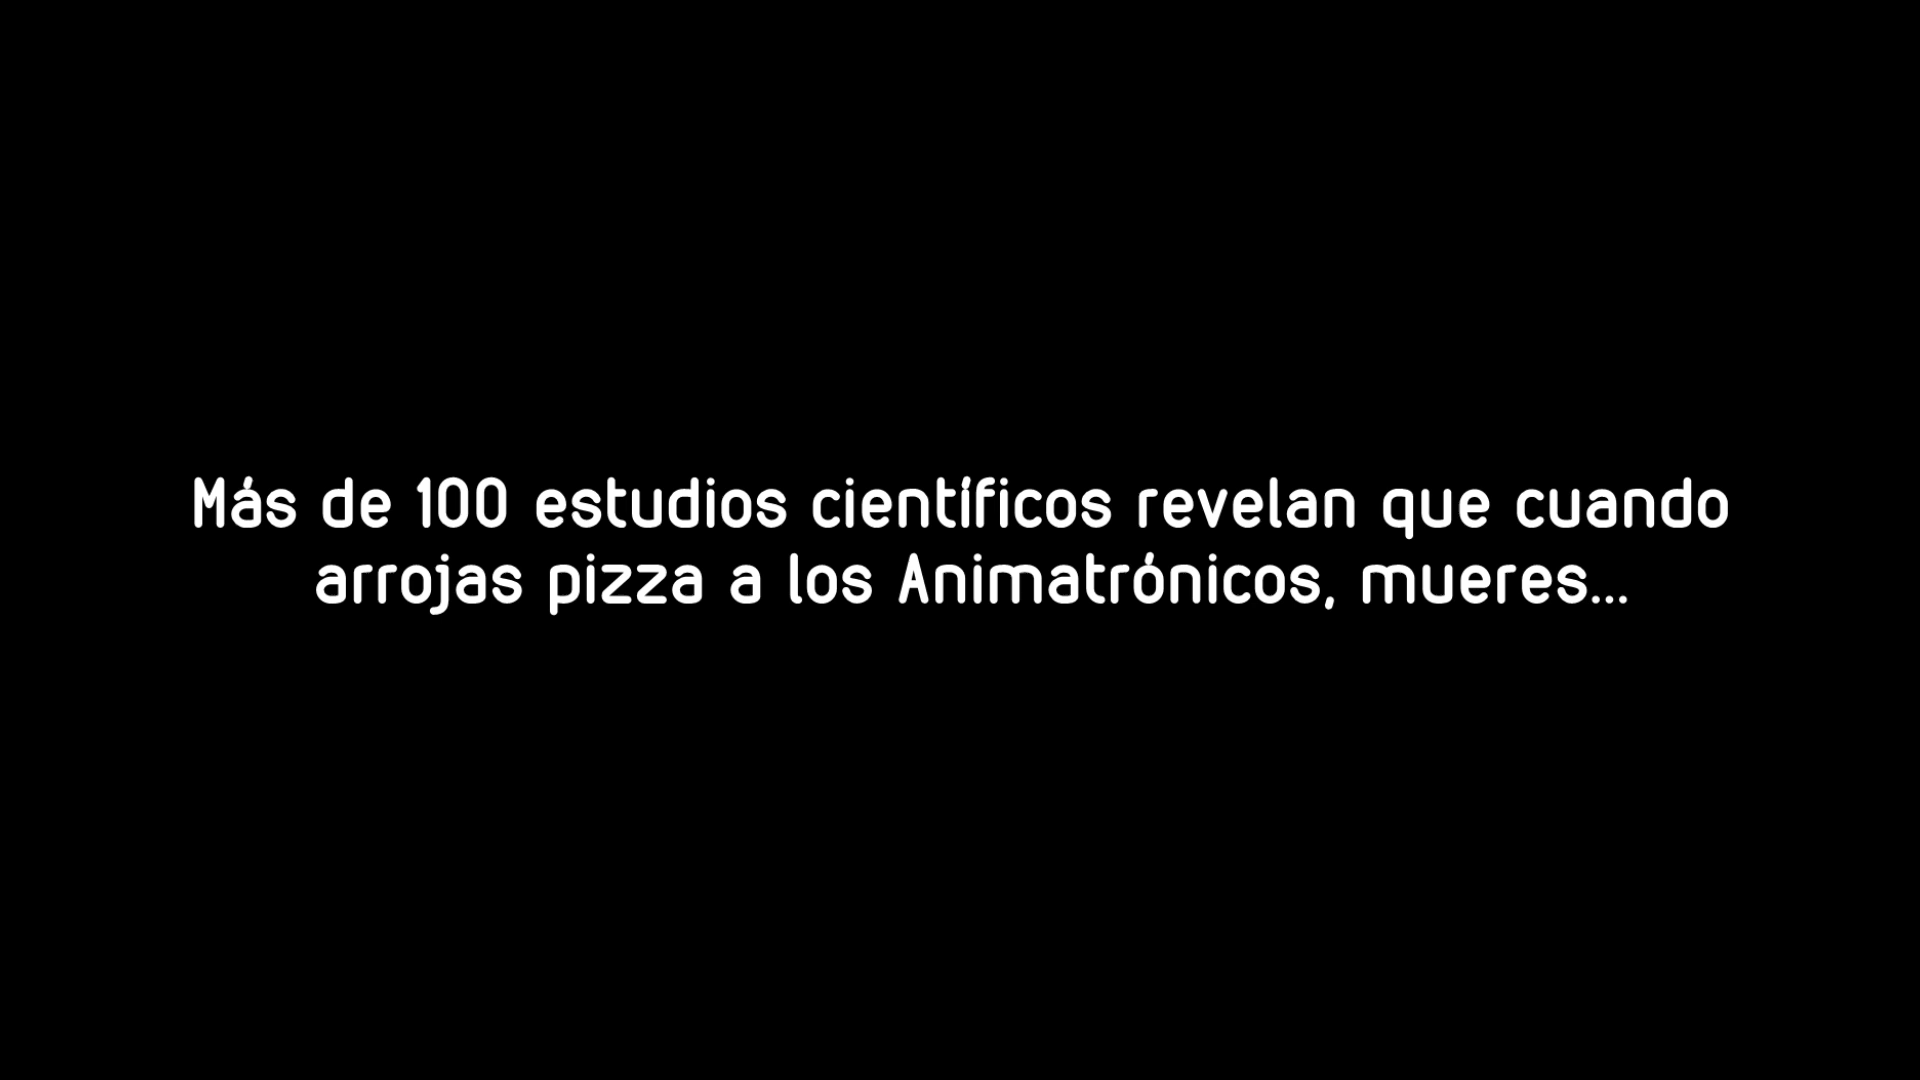 Más de 100 estudios científicos revelan que cuando
arrojas pizza a los Animatrónicos, mueres...